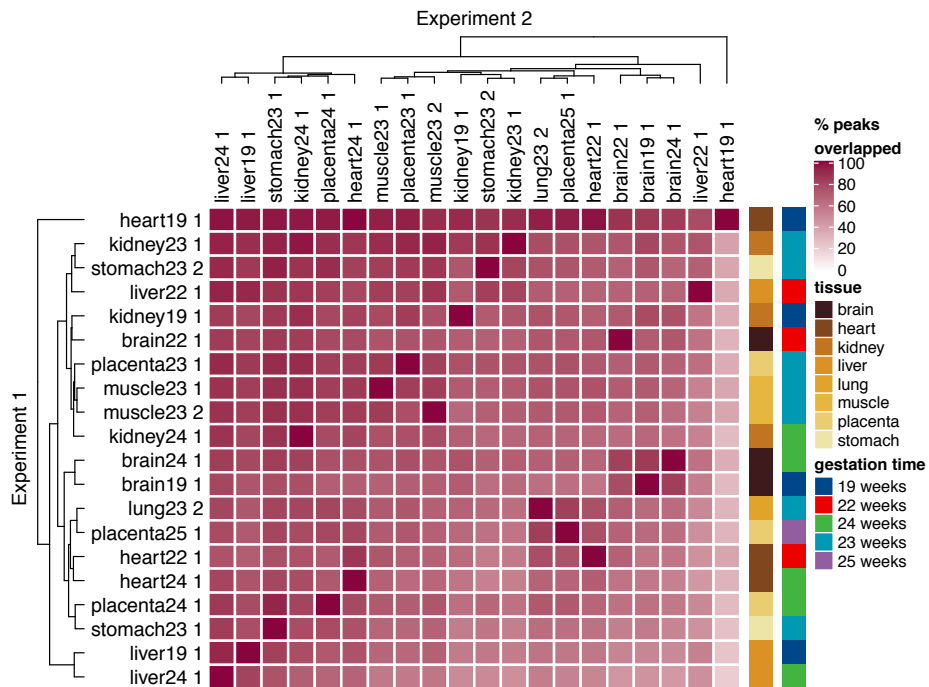 Experiment 2
liver24 1
liver19 1
stomach23 1
kidney24 1
placenta24 1
heart24 1
muscle23 1
placenta23 1
muscle23 2
kidney19 1
stomach23 2
kidney23 1
lung23 2
placenta25 1
heart22 1
brain22 1
brain19 1
brain24 1
liver22 1
heart19 1
Experiment 1
heart19 1
kidney23 1
stomach23 2
liver22 1
kidney19 1
brain22 1
placenta23 1
muscle23 1
muscle23 2
kidney24 1
brain24 1
brain19 1
lung23 2
placenta25 1
heart22 1
heart24 1
placenta24 1
stomach23 1
liver19 1
liver24 1
% peaks
overlapped
100
80
60
40
20
0
tissue
brain
heart
kidney
liver
lung
muscle
placenta
stomach
gestation time
19 weeks
22 weeks
24 weeks
23 weeks
25 weeks